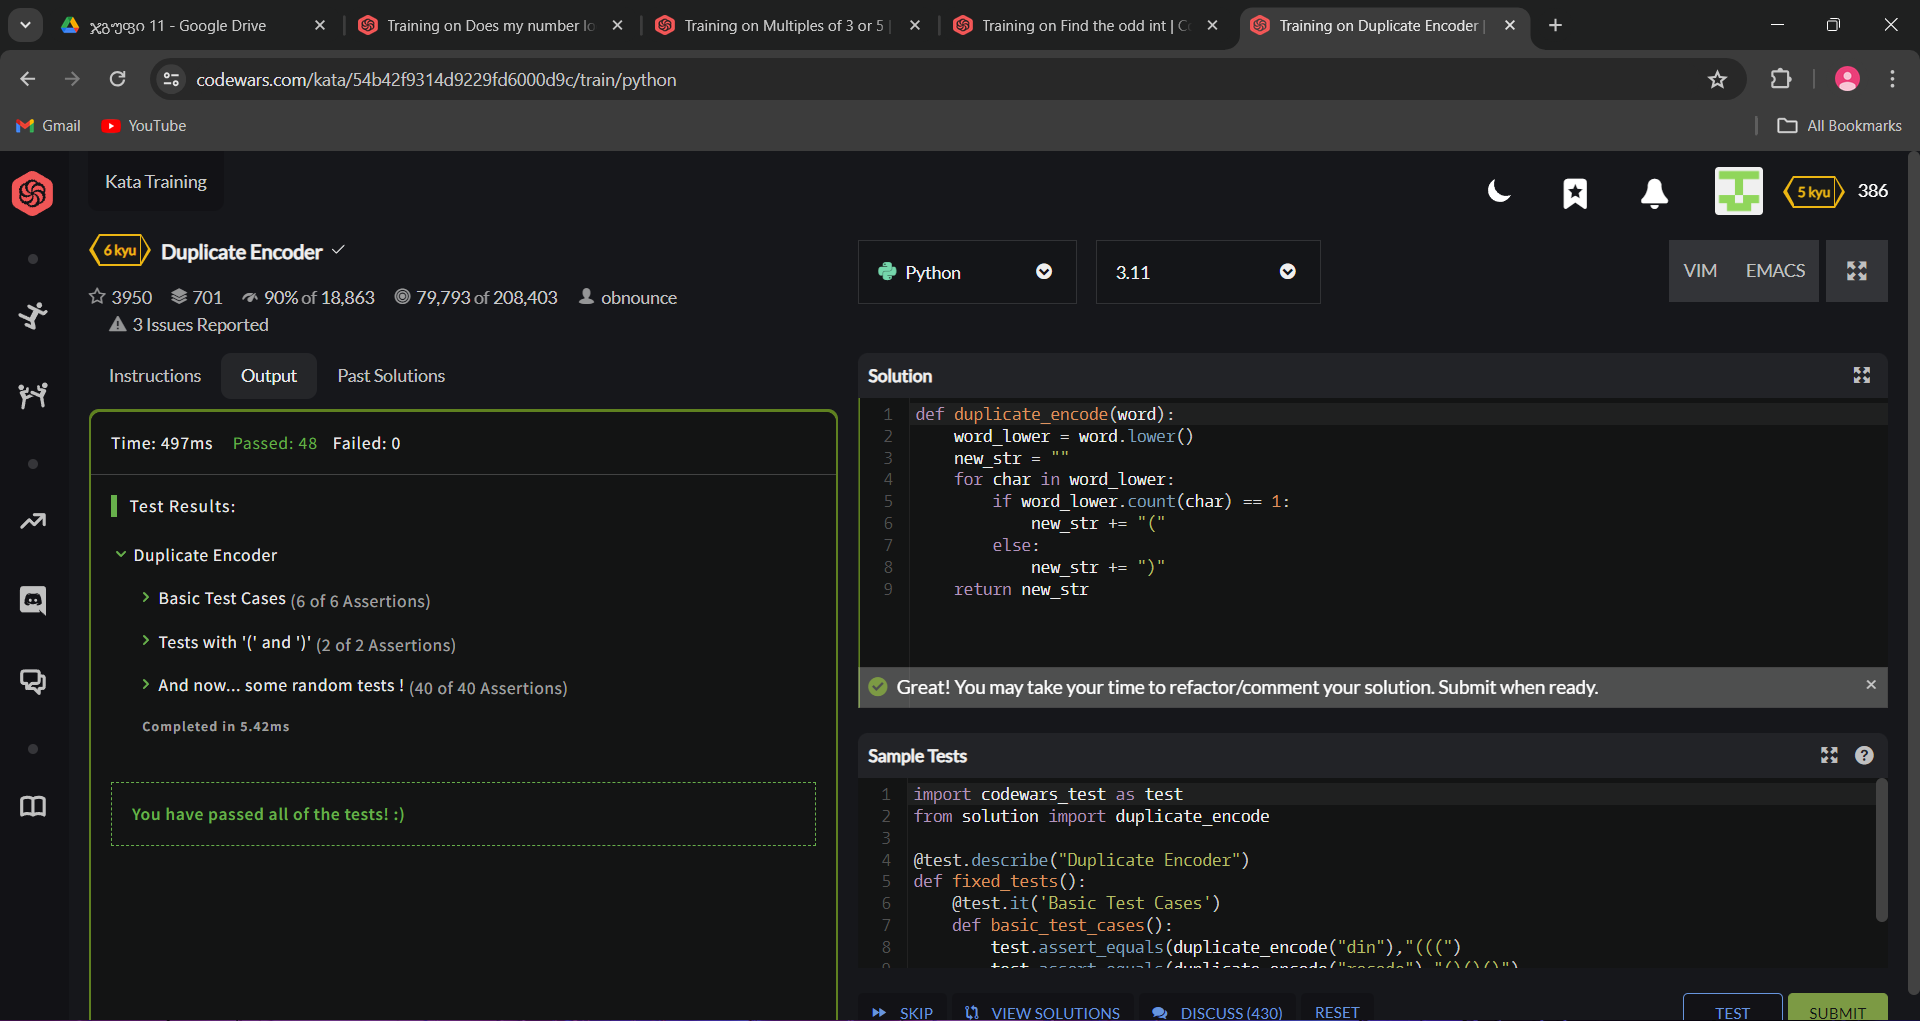 ჯგუფი 11 - Google Drive
Training on Does my number lo
Training on Multiples of 3 or 5 |
Training on Find the odd int | C
Training on Duplicate Encoder |
codewars.com/kata/54b42f9314d9229fd6000d9c/train/python
Gmail
YouTube
All Bookmarks
Kata Training
5 kyu
386
6 kyu
Duplicate Encoder
3950
701
90% of 18,863
79,793 of 208,403
obnounce
3 Issues Reported
Python
3.11
VIM
EMACS
Instructions
Output
Past Solutions
Time: 497ms Passed: 48 Failed: 0
Test Results:
Duplicate Encoder
Basic Test Cases (6 of 6 Assertions)
Tests with '(' and ')' (2 of 2 Assertions)
And now... some random tests ! (40 of 40 Assertions)
Completed in 5.42ms
You have passed all of the tests! :)
Solution
1 def duplicate_encode(word):
2     word_lower = word.lower()
3     new_str = ""
4     for char in word_lower:
5         if word_lower.count(char) == 1:
6             new_str += "("
7         else:
8             new_str += ")"
9     return new_str
Great! You may take your time to refactor/comment your solution. Submit when ready.
Sample Tests
1 import codewars_test as test
2 from solution import duplicate_encode
3
4 @test.describe("Duplicate Encoder")
5 def fixed_tests():
6     @test.it('Basic Test Cases')
7     def basic_test_cases():
8         test.assert_equals(duplicate_encode("din"),"(((")
9         test.assert_equals(duplicate_encode("recede"),"()()()")
SKIP
VIEW SOLUTIONS
DISCUSS (430)
RESET
TEST
SUBMIT